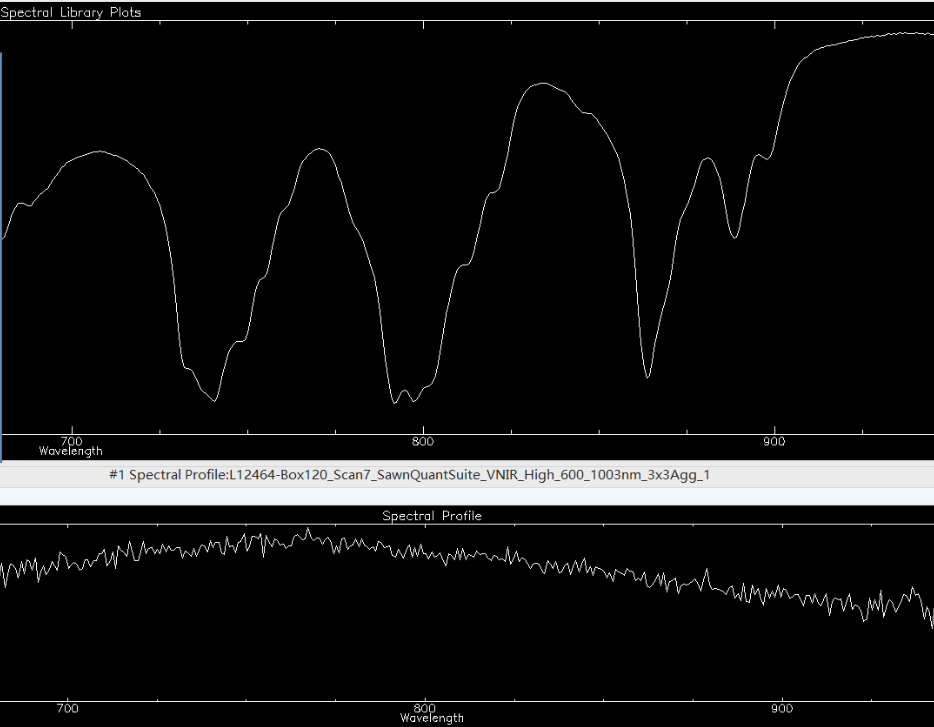 Spectral Library Plots
700 800 900
Wavelength
#1 Spectral Profile:L12464-Box120_Scan7_SawnQuantSuite_VNIR_High_600_1003nm_3x3Agg_1
Spectral Profile
700 800 900
Wavelength